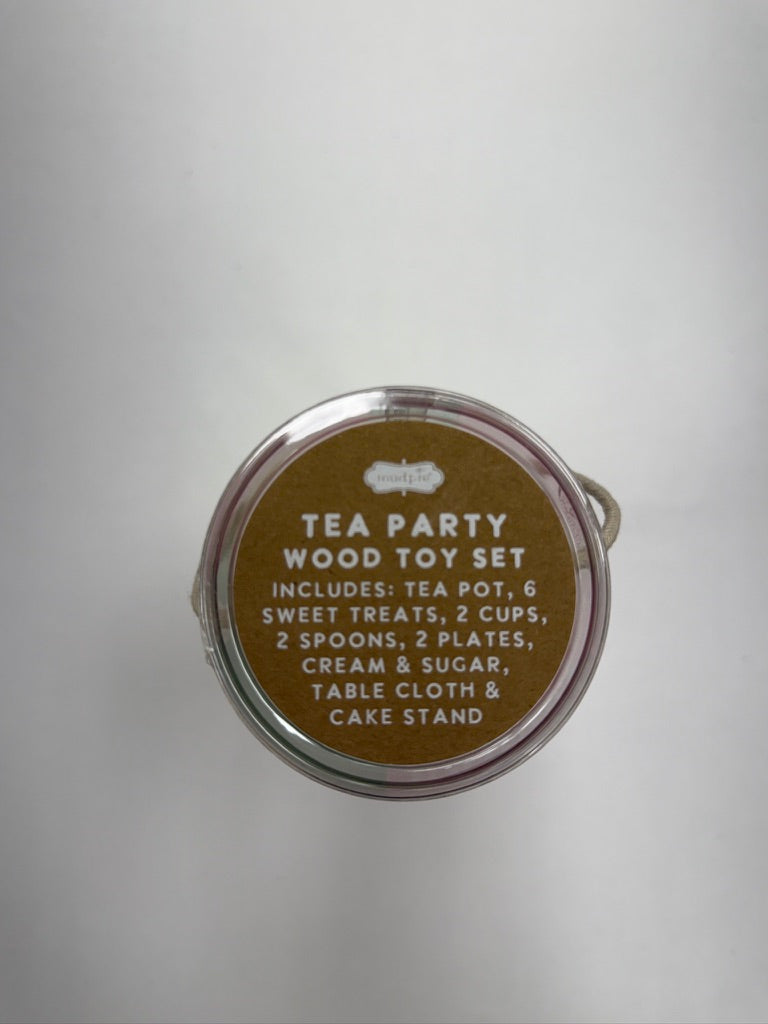 mudpie
TEA PARTY
WOOD TOY SET
INCLUDES: TEA POT, 6
SWEET TREATS, 2 CUPS,
2 SPOONS, 2 PLATES,
CREAM & SUGAR,
TABLE CLOTH &
CAKE STAND